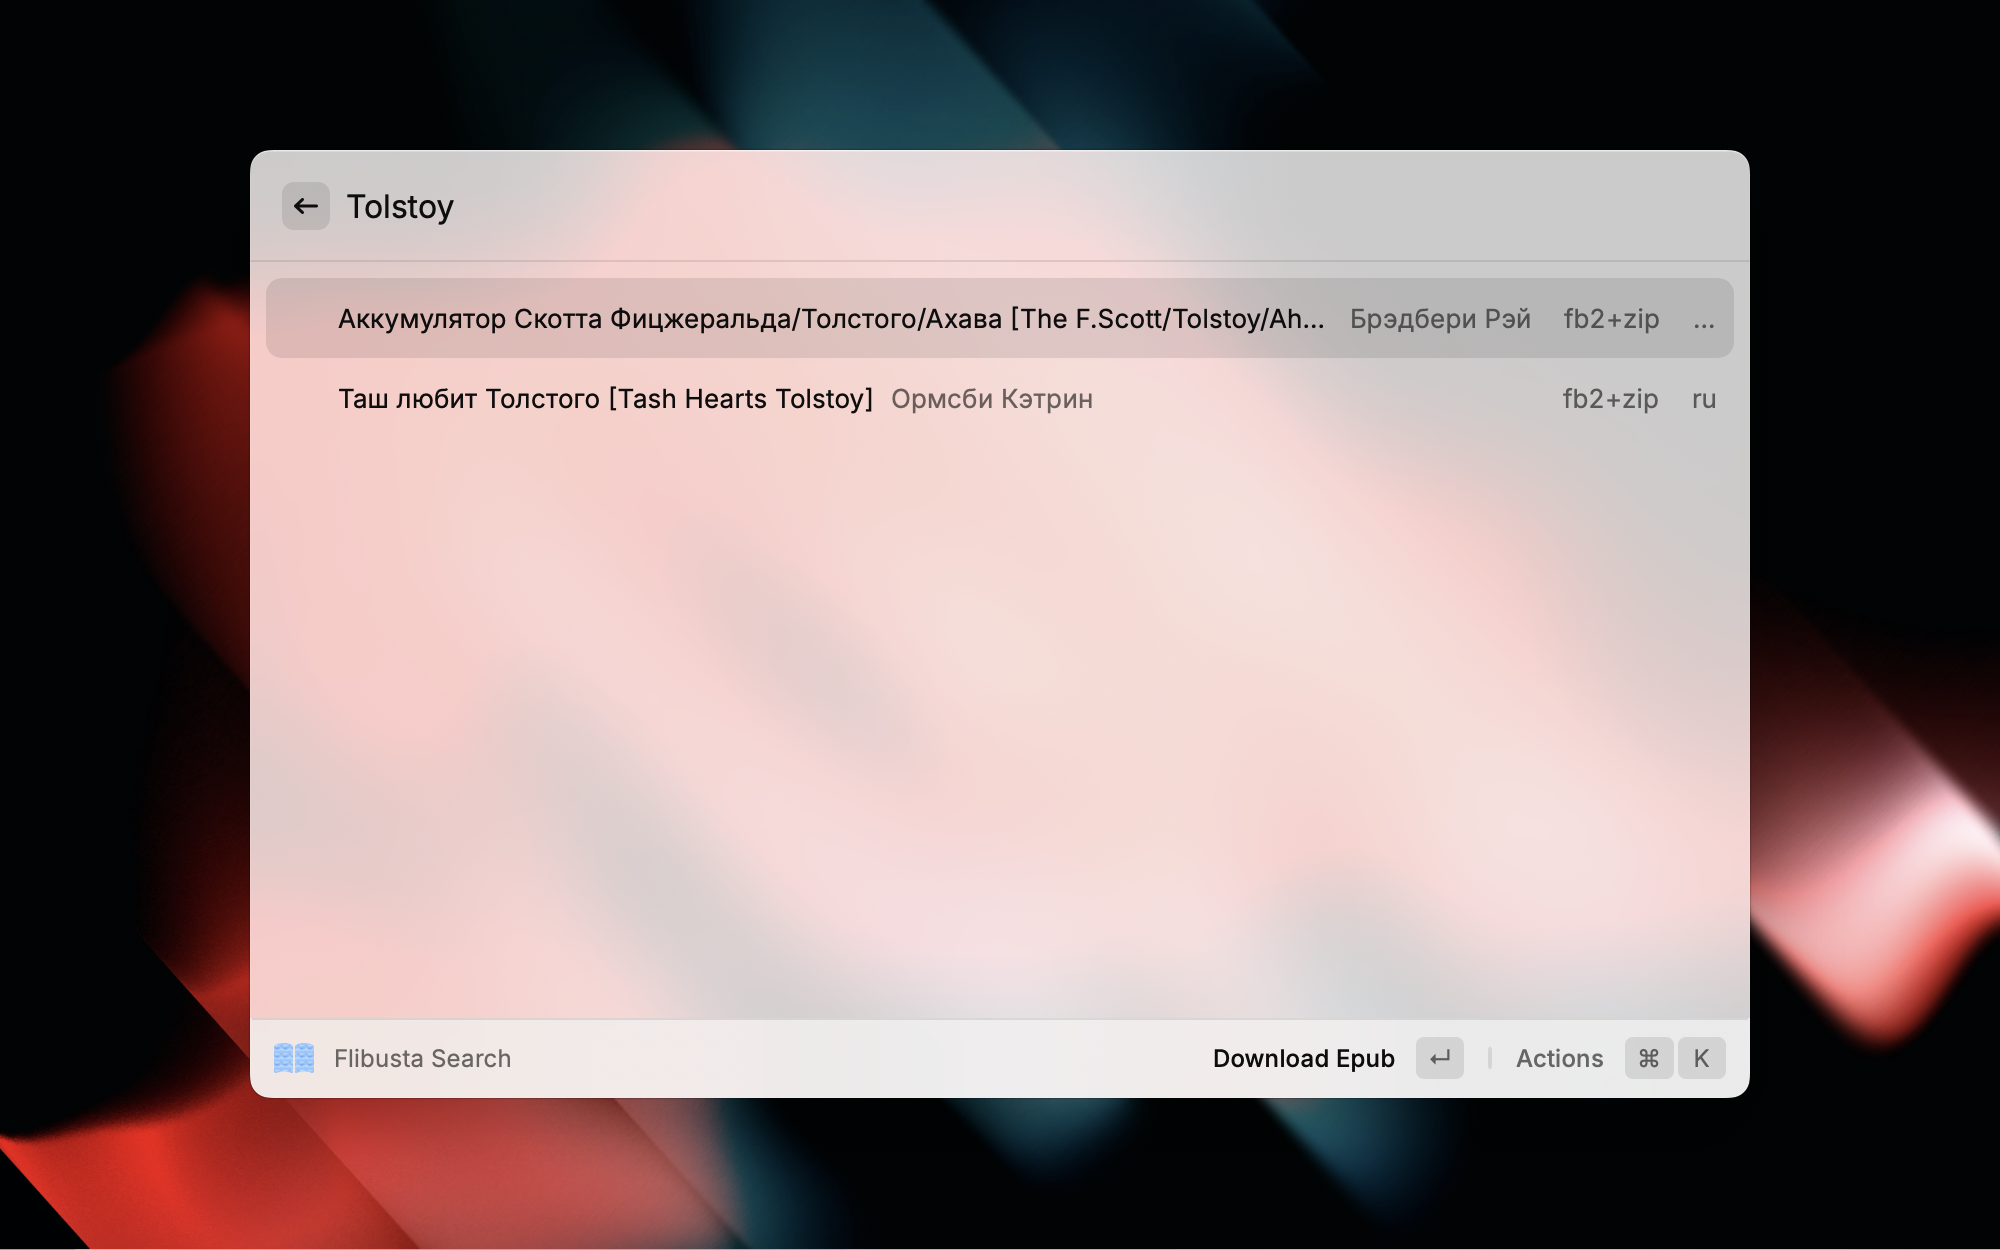 Tolstoy
Аккумулятор Скотта Фицжеральда/Толстого/Ахава [The F.Scott/Tolstoy/Ah... Брэдбери Рэй fb2+zip ...
Таш любит Толстого [Tash Hearts Tolstoy] Ормсби Кэтрин fb2+zip ru
Flibusta Search Download Epub ↵ Actions ⌘ K